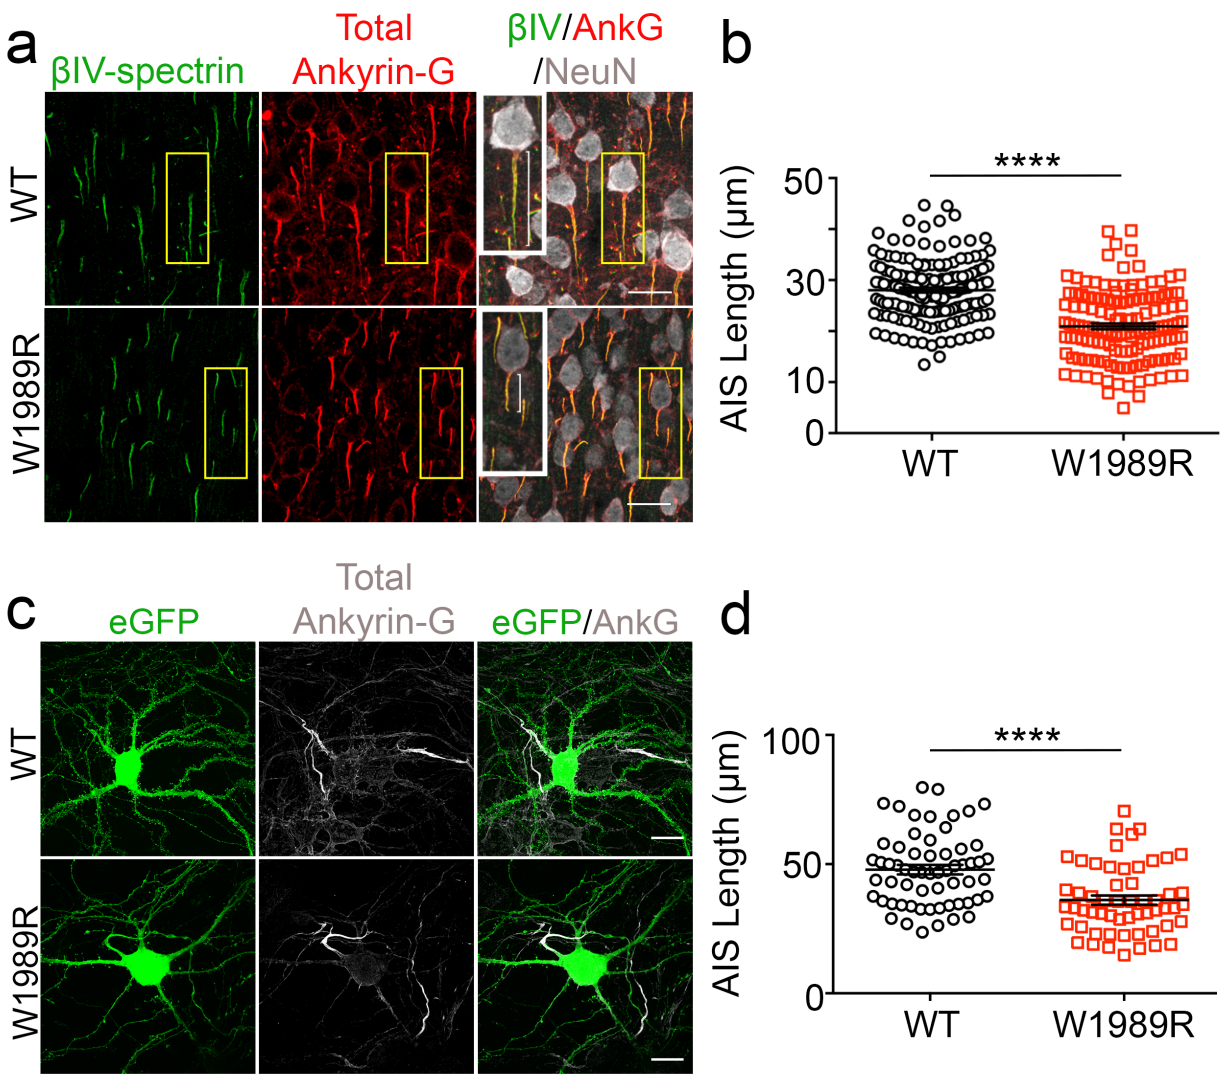 a
βIV-spectrin
Total
Ankyrin-G
βIV/AnkG
/NeuN
WT
W1989R
b
AIS Length (μm)
****
50
30
10
0
WT
W1989R
c
eGFP
Total
Ankyrin-G
eGFP/AnkG
WT
W1989R
d
AIS Length (μm)
****
100
50
0
WT
W1989R